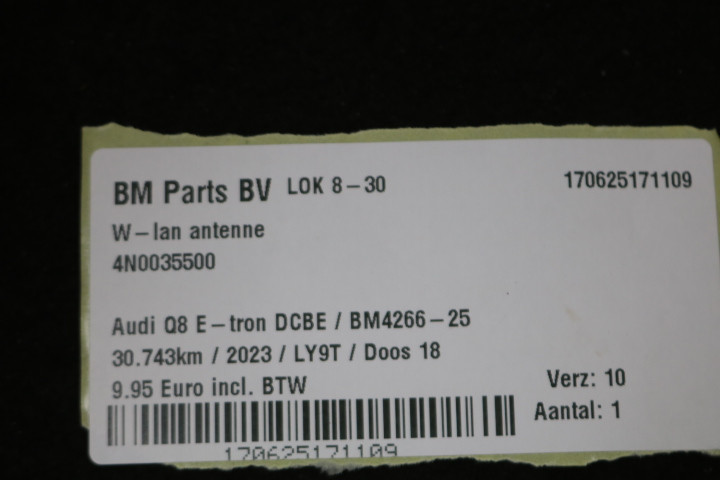 BM Parts BV LOK 8-30 170625171109
W-lan antenne
4N0035500
Audi Q8 E-tron DCBE / BM4266-25
30.743km / 2023 / LY9T / Doos 18
9.95 Euro incl. BTW
Verz: 10
Aantal: 1
170625171109